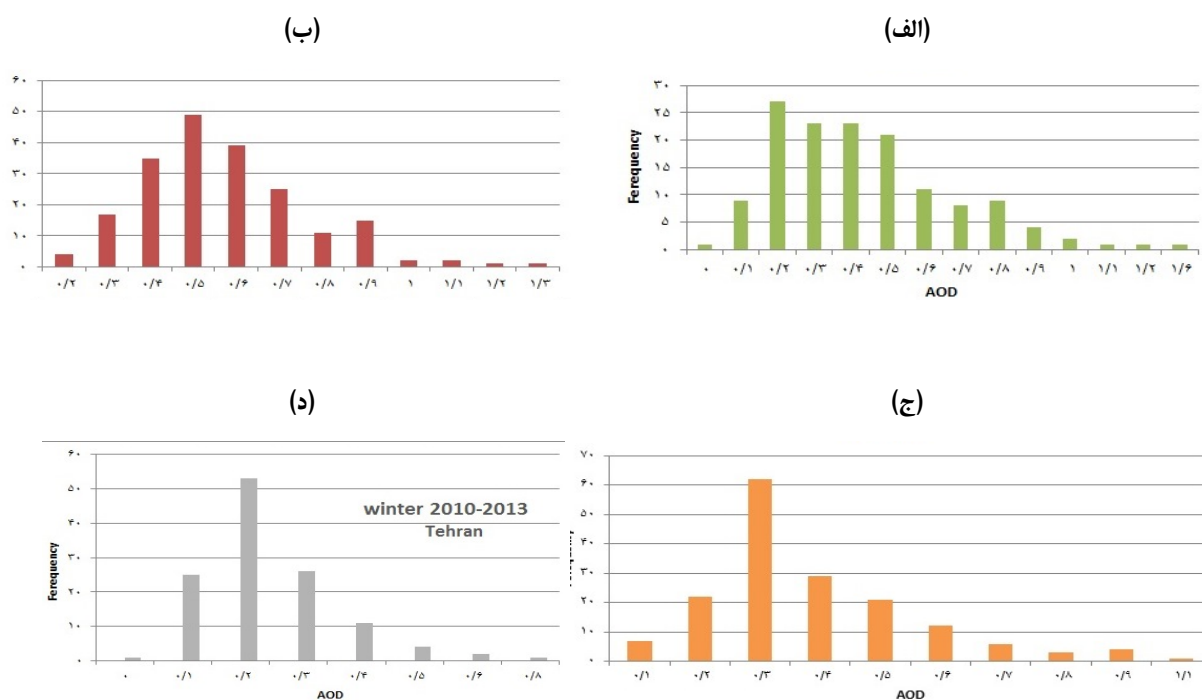 (الف)
Ferequency
۳۰
۲۵
۲۰
۱۵
۱۰
۵
۰
۰ ۰/۱ ۰/۲ ۰/۳ ۰/۴ ۰/۵ ۰/۶ ۰/۷ ۰/۸ ۰/۹ ۱ ۱/۱ ۱/۲ ۱/۶
AOD
(ب)
۶۰
۵۰
۴۰
۳۰
۲۰
۱۰
۰
۰/۲ ۰/۳ ۰/۴ ۰/۵ ۰/۶ ۰/۷ ۰/۸ ۰/۹ ۱ ۱/۱ ۱/۲ ۱/۳
(ج)
۷۰
۶۰
۵۰
۴۰
۳۰
۲۰
۱۰
۰
۰/۱ ۰/۲ ۰/۳ ۰/۴ ۰/۵ ۰/۶ ۰/۷ ۰/۸ ۰/۹ ۱/۱
AOD
(د)
Ferequency
۶۰
۵۰
۴۰
۳۰
۲۰
۱۰
۰
winter 2010-2013
Tehran
۰ ۰/۱ ۰/۲ ۰/۳ ۰/۴ ۰/۵ ۰/۶ ۰/۸
AOD